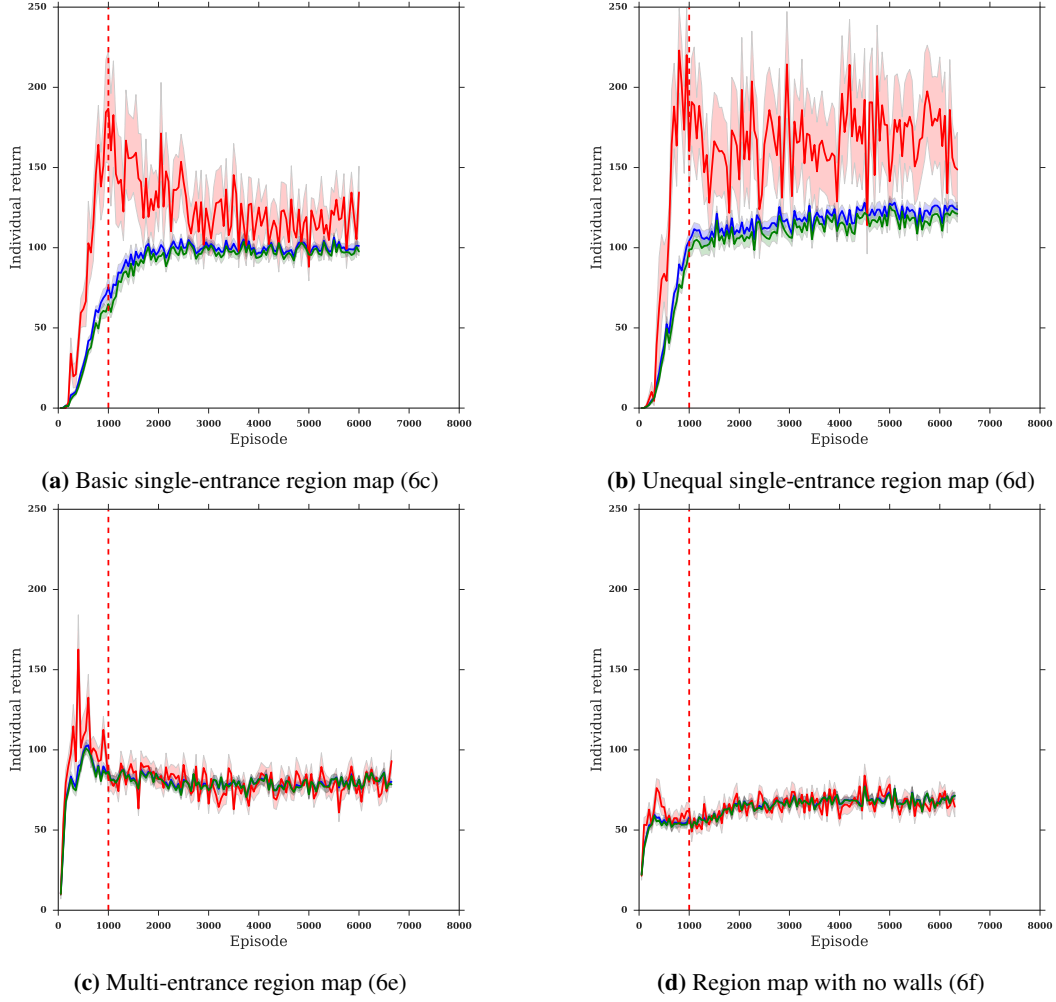 250
200
150
100
50
0
Individual return
0 1000 2000 3000 4000 5000 6000 7000 8000
Episode
(a) Basic single-entrance region map (6c)
250
200
150
100
50
0
Individual return
0 1000 2000 3000 4000 5000 6000 7000 8000
Episode
(b) Unequal single-entrance region map (6d)
250
200
150
100
50
0
Individual return
0 1000 2000 3000 4000 5000 6000 7000 8000
Episode
(c) Multi-entrance region map (6e)
250
200
150
100
50
0
Individual return
0 1000 2000 3000 4000 5000 6000 7000 8000
Episode
(d) Region map with no walls (6f)